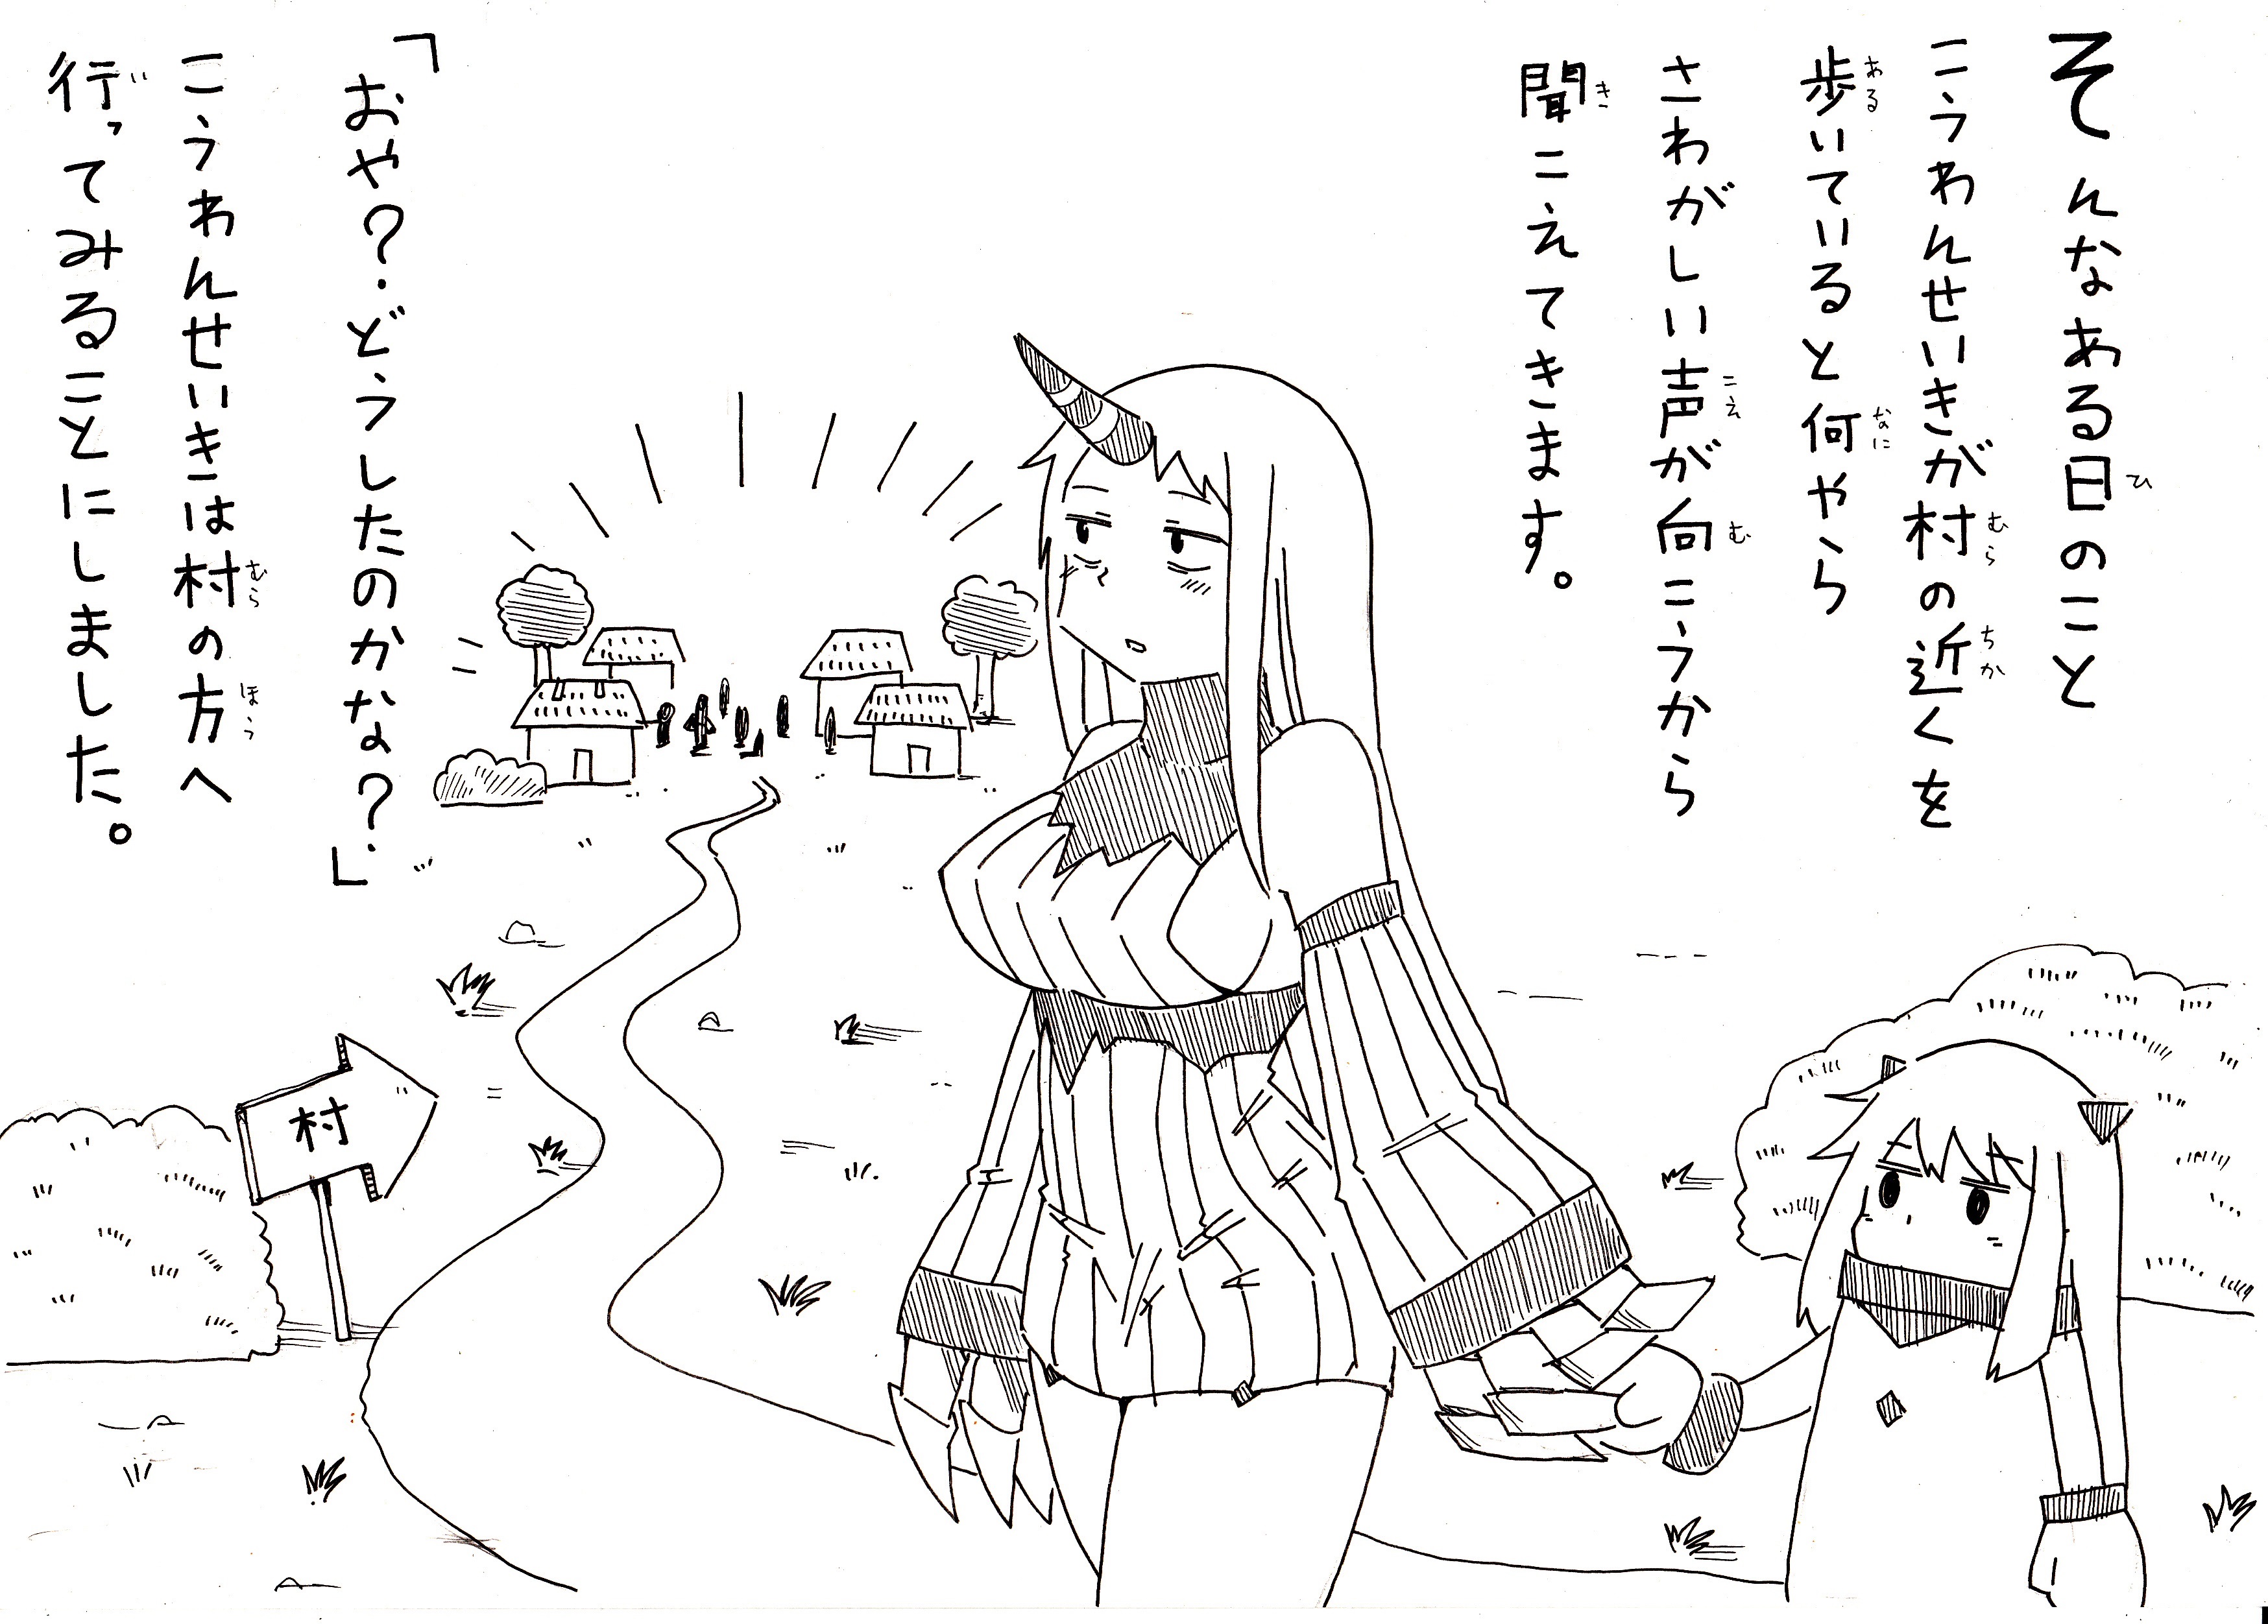 そんなある日のこと
こうわんせいきが村の近くを
歩いていると何やら
さわがしい声が向こうから
聞こえてきます。
「おや?どうしたのかな?」
こうわんせいきは村の方へ
行ってみることにしました。
村